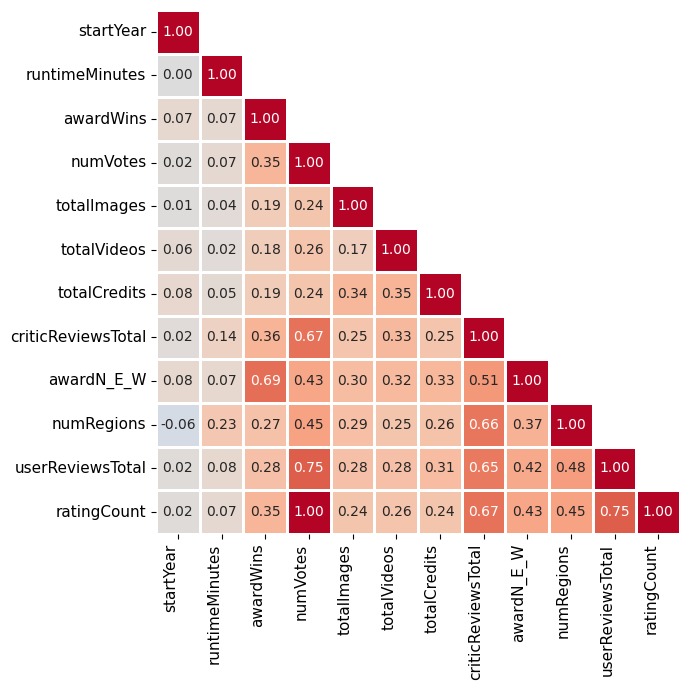 startYear 1.00
runtimeMinutes 0.00 1.00
awardWins 0.07 0.07 1.00
numVotes 0.02 0.07 0.35 1.00
totalImages 0.01 0.04 0.19 0.24 1.00
totalVideos 0.06 0.02 0.18 0.26 0.17 1.00
totalCredits 0.08 0.05 0.19 0.24 0.34 0.35 1.00
criticReviewsTotal 0.02 0.14 0.36 0.67 0.25 0.33 0.25 1.00
awardN_E_W 0.08 0.07 0.69 0.43 0.30 0.32 0.33 0.51 1.00
numRegions -0.06 0.23 0.27 0.45 0.29 0.25 0.26 0.66 0.37 1.00
userReviewsTotal 0.02 0.08 0.28 0.75 0.28 0.28 0.31 0.65 0.42 0.48 1.00
ratingCount 0.02 0.07 0.35 1.00 0.24 0.26 0.24 0.67 0.43 0.45 0.75 1.00
startYear
runtimeMinutes
awardWins
numVotes
totalImages
totalVideos
totalCredits
criticReviewsTotal
awardN_E_W
numRegions
userReviewsTotal
ratingCount